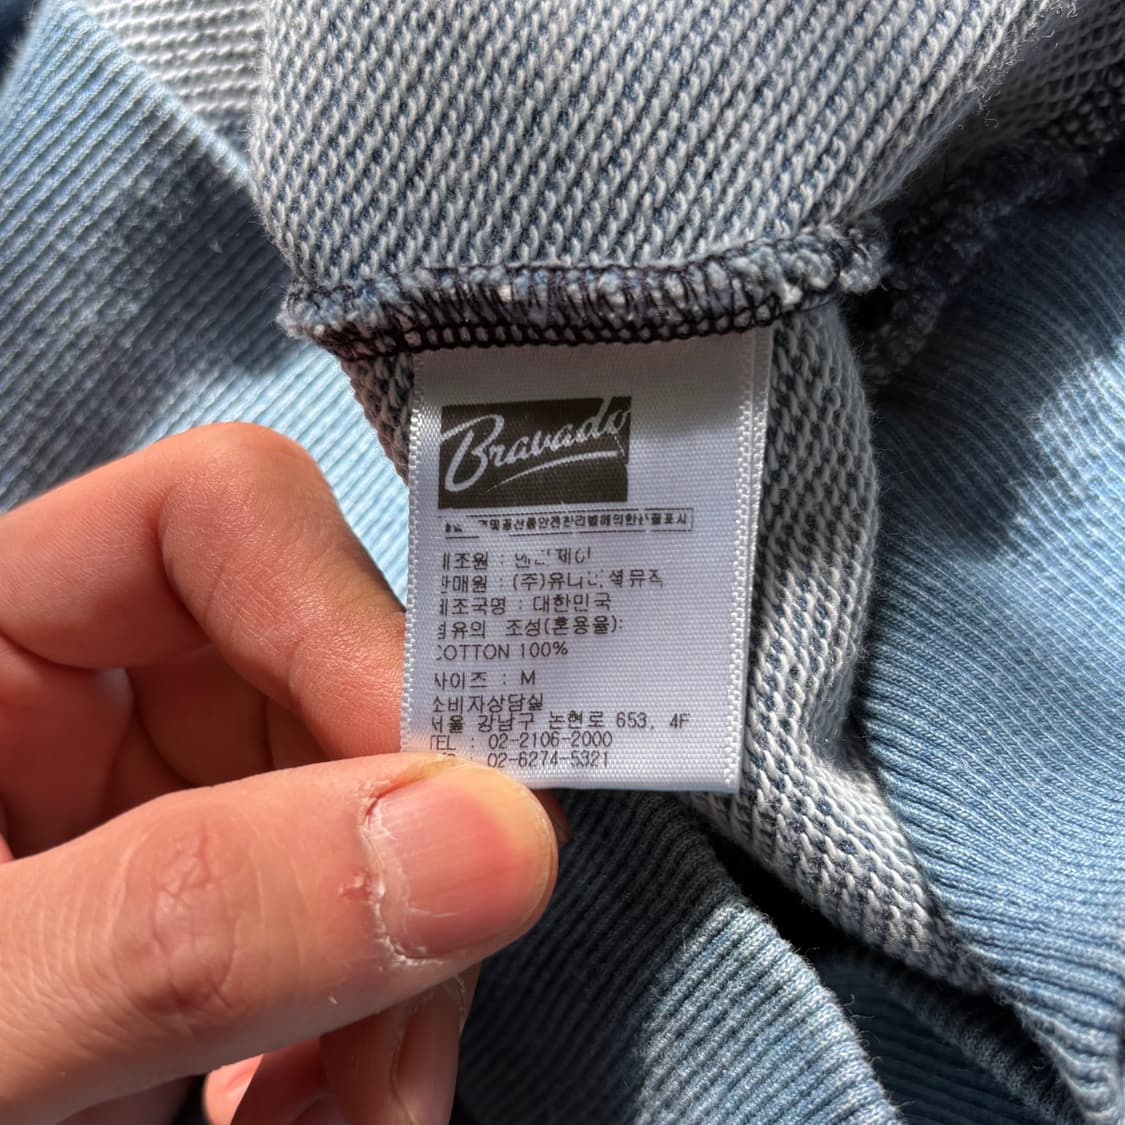 Bravado
제조원 :
판매원 : (주)유니버셜뮤직
제조국명 : 대한민국
섬유의 조성(혼용율):
COTTON 100%
사이즈 : M
소비자상담실
서울 강남구 논현로 653, 4F
TEL : 02-2106-2000
02-6274-5321